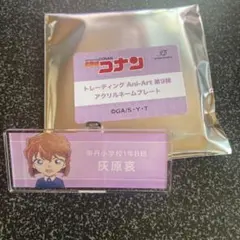 名探偵コナン
トレーディング Ani-Art 第9弾
アクリルネームプレート
©GA/S・Y・T
帝丹小学校1年B組
灰原哀